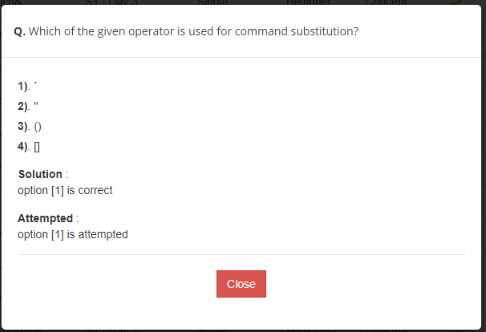 Q. Which of the given operator is used for command substitution?
1). `
2). "
3). ()
4). []
Solution :
option [1] is correct
Attempted :
option [1] is attempted
Close